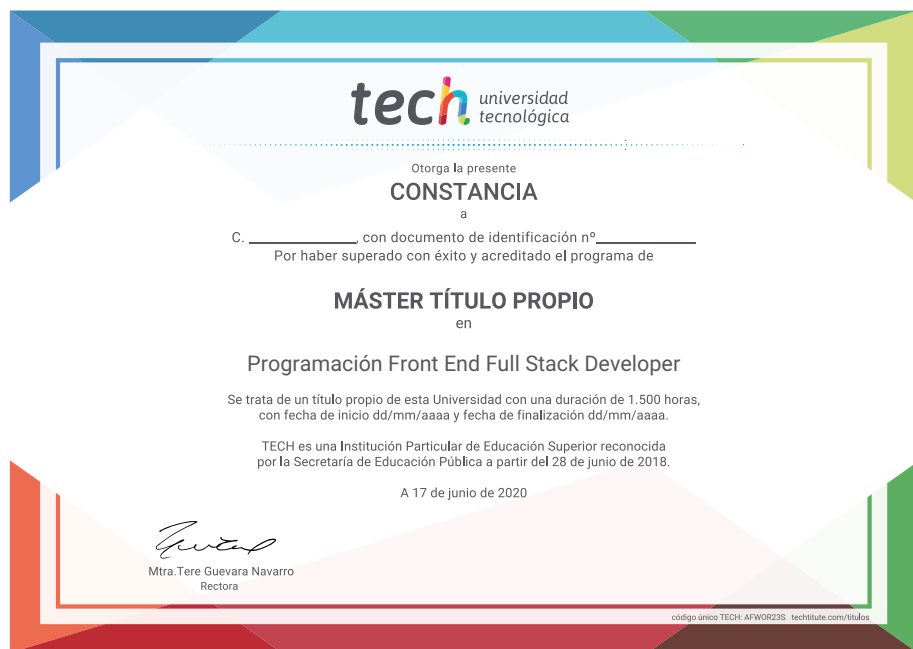 tech universidad
tecnológica
Otorga la presente
CONSTANCIA
a
C. ______________, con documento de identificación nº______________
Por haber superado con éxito y acreditado el programa de
MÁSTER TÍTULO PROPIO
en
Programación Front End Full Stack Developer
Se trata de un título propio de esta Universidad con una duración de 1.500 horas,
con fecha de inicio dd/mm/aaaa y fecha de finalización dd/mm/aaaa.
TECH es una Institución Particular de Educación Superior reconocida
por la Secretaría de Educación Pública a partir del 28 de junio de 2018.
A 17 de junio de 2020
Mtra.Tere Guevara Navarro
Rectora
código único TECH: AFWOR23S techtitute.com/titulos